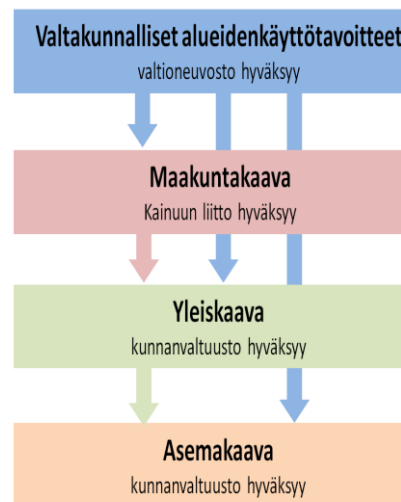 Valtakunnalliset alueidenkäyttötavoitteet
valtioneuvosto hyväksyy
Maakuntakaava
Kainuun liitto hyväksyy
Yleiskaava
kunnanvaltuusto hyväksyy
Asemakaava
kunnanvaltuusto hyväksyy